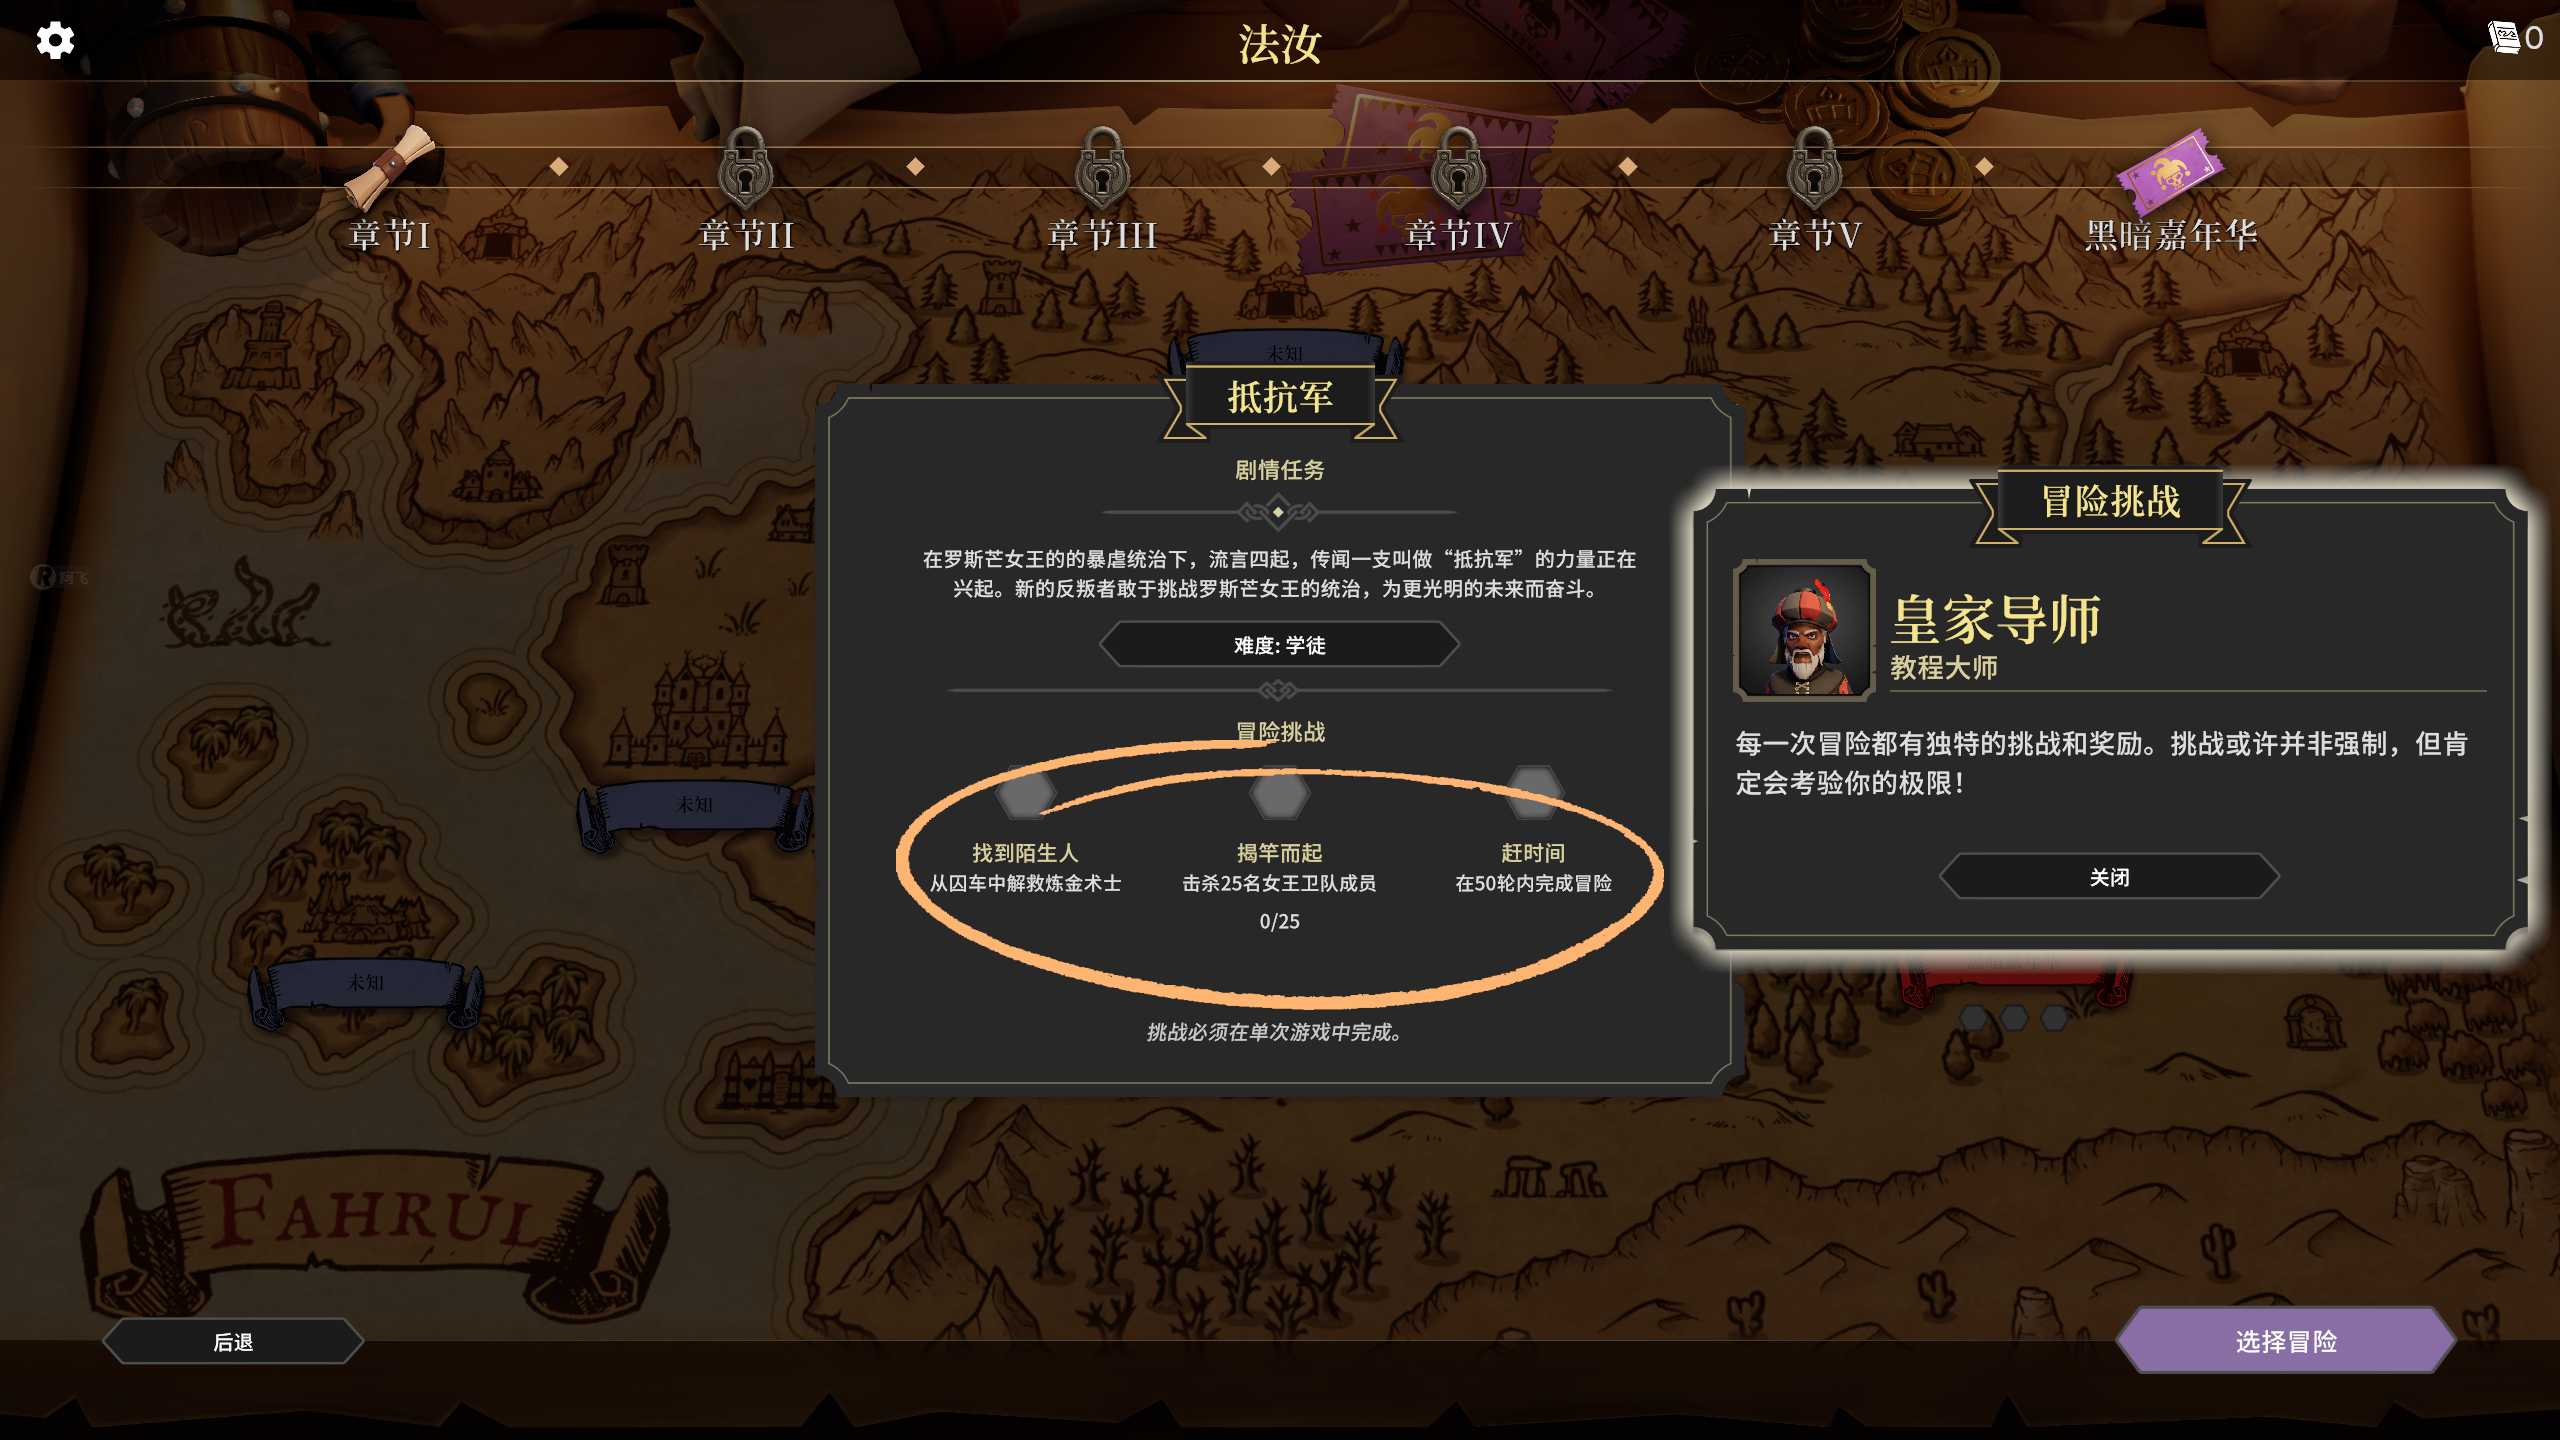 法汝
0
章节I
章节II
章节III
章节IV
章节V
黑暗嘉年华
未知
抵抗军
剧情任务
在罗斯芒女王的的暴虐统治下，流言四起，传闻一支叫做“抵抗军”的力量正在
兴起。新的反叛者敢于挑战罗斯芒女王的统治，为更光明的未来而奋斗。
难度: 学徒
冒险挑战
找到陌生人
从囚车中解救炼金术士
揭竿而起
击杀25名女王卫队成员
0/25
赶时间
在50轮内完成冒险
挑战必须在单次游戏中完成。
冒险挑战
皇家导师
教程大师
每一次冒险都有独特的挑战和奖励。挑战或许并非强制，但肯
定会考验你的极限！
关闭
阿飞
未知
未知
FAHRUL
后退
选择冒险